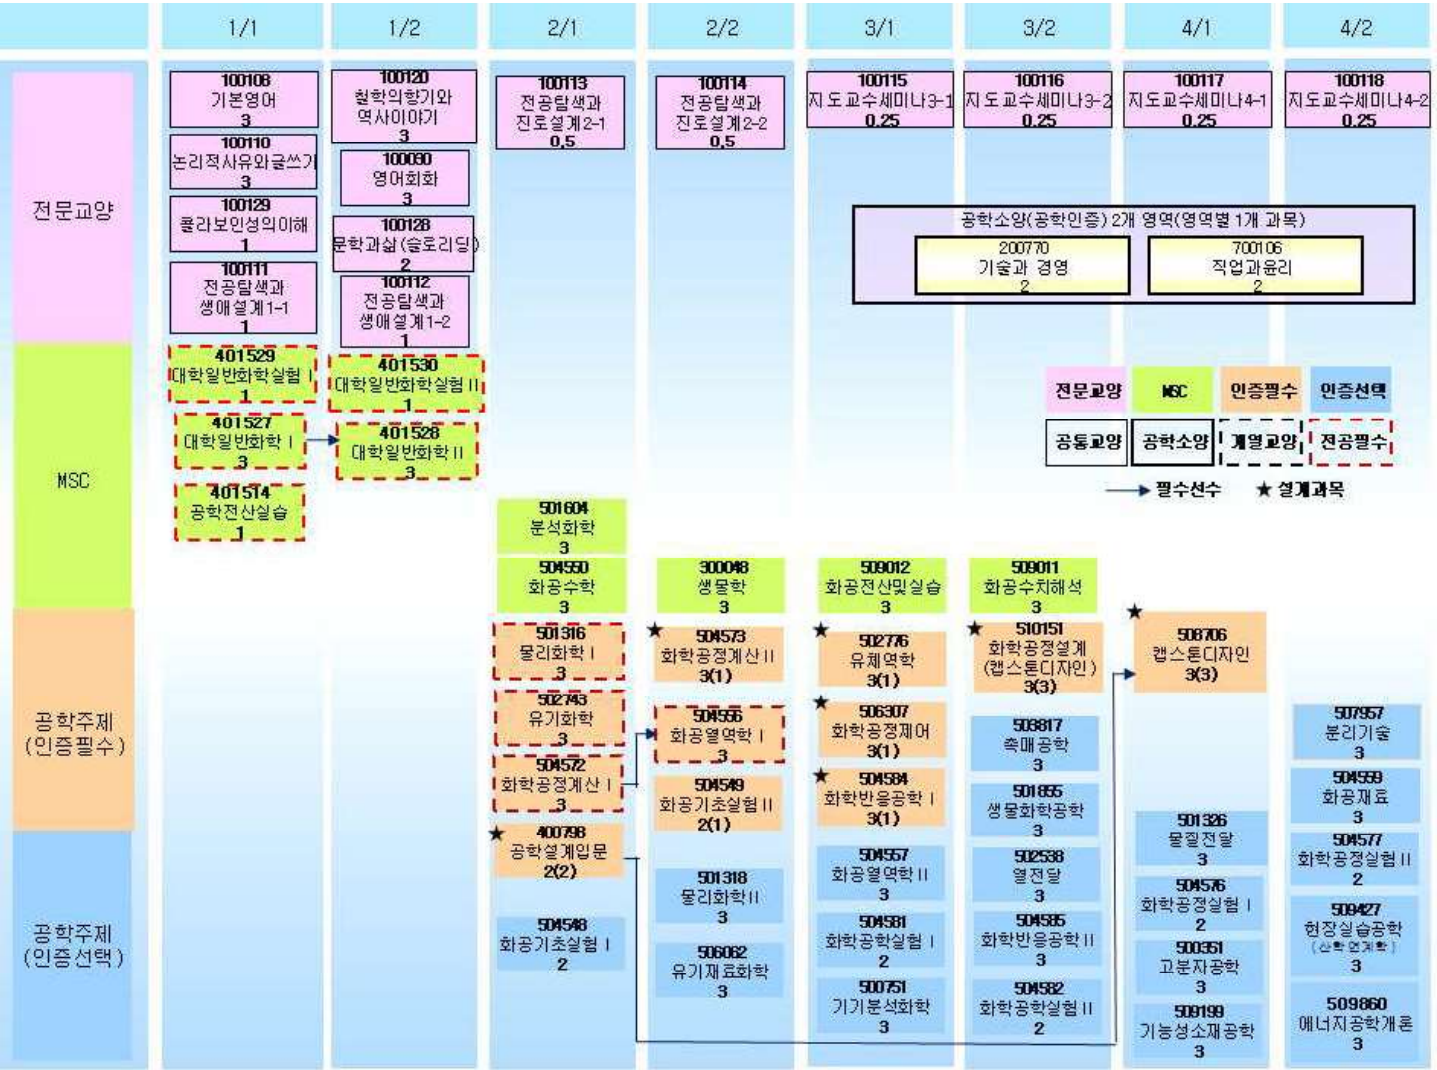 1/1
1/2
2/1
2/2
3/1
3/2
4/1
4/2
전문교양
100108
기본영어
3
100110
논리적사유와글쓰기
3
100129
콜라보인성의이해
1
100111
전공탐색과
생애설계1-1
1
100120
철학의향기와
역사이야기
3
100090
영어회화
3
100128
문학과삶(슬로리딩)
2
100112
전공탐색과
생애설계1-2
1
100113
전공탐색과
진로설계2-1
0.5
100114
전공탐색과
진로설계2-2
0.5
100115
지도교수세미나3-1
0.25
100116
지도교수세미나3-2
0.25
100117
지도교수세미나4-1
0.25
100118
지도교수세미나4-2
0.25
공학소양(공학인증) 2개 영역(영역별 1개 과목)
200770
기술과 경영
2
700106
직업과윤리
2
전문교양
MSC
인증필수
인증선택
공통교양
공학소양
계열교양
전공필수
필수선수
★ 설계과목
MSC
401529
대학일반화학실험 I
1
401527
대학일반화학 I
3
401514
공학전산실습
1
401530
대학일반화학실험 II
1
401528
대학일반화학 II
3
501604
분석화학
3
504550
화공수학
3
300048
생물학
3
509012
화공전산및실습
3
509011
화공수치해석
3
공학주제
(인증필수)
501316
물리화학 I
3
502743
유기화학
3
504572
화학공정계산 I
3
★ 400798
공학설계입문
2(2)
★ 504573
화학공정계산 II
3(1)
504556
화공열역학 I
3
504549
화공기초실험 II
2(1)
★ 502776
유체역학
3(1)
★ 506307
화학공정제어
3(1)
★ 504584
화학반응공학 I
3(1)
★ 510151
화학공정설계
(캡스톤디자인)
3(3)
★ 508706
캡스톤디자인
3(3)
공학주제
(인증선택)
504548
화공기초실험 I
2
501318
물리화학 II
3
506062
유기재료화학
3
504557
화공열역학 II
3
504581
화학공학실험 I
2
500751
기기분석화학
3
503817
촉매공학
3
501855
생물화학공학
3
502538
열전달
3
504585
화학반응공학 II
3
504582
화학공학실험 II
2
501326
물질전달
3
504576
화학공정실험 I
2
500351
고분자공학
3
509199
기능성소재공학
3
507957
분리기술
3
504559
화공재료
3
504577
화학공정실험 II
2
509427
현장실습공학
(산학연계학)
3
509860
에너지공학개론
3